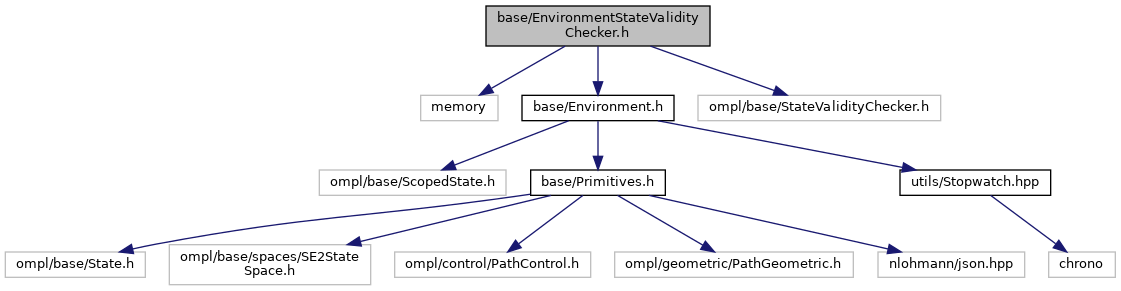 base/EnvironmentStateValidity
Checker.h
memory
base/Environment.h
ompl/base/StateValidityChecker.h
ompl/base/ScopedState.h
base/Primitives.h
utils/Stopwatch.hpp
ompl/base/State.h
ompl/base/spaces/SE2State
Space.h
ompl/control/PathControl.h
ompl/geometric/PathGeometric.h
nlohmann/json.hpp
chrono